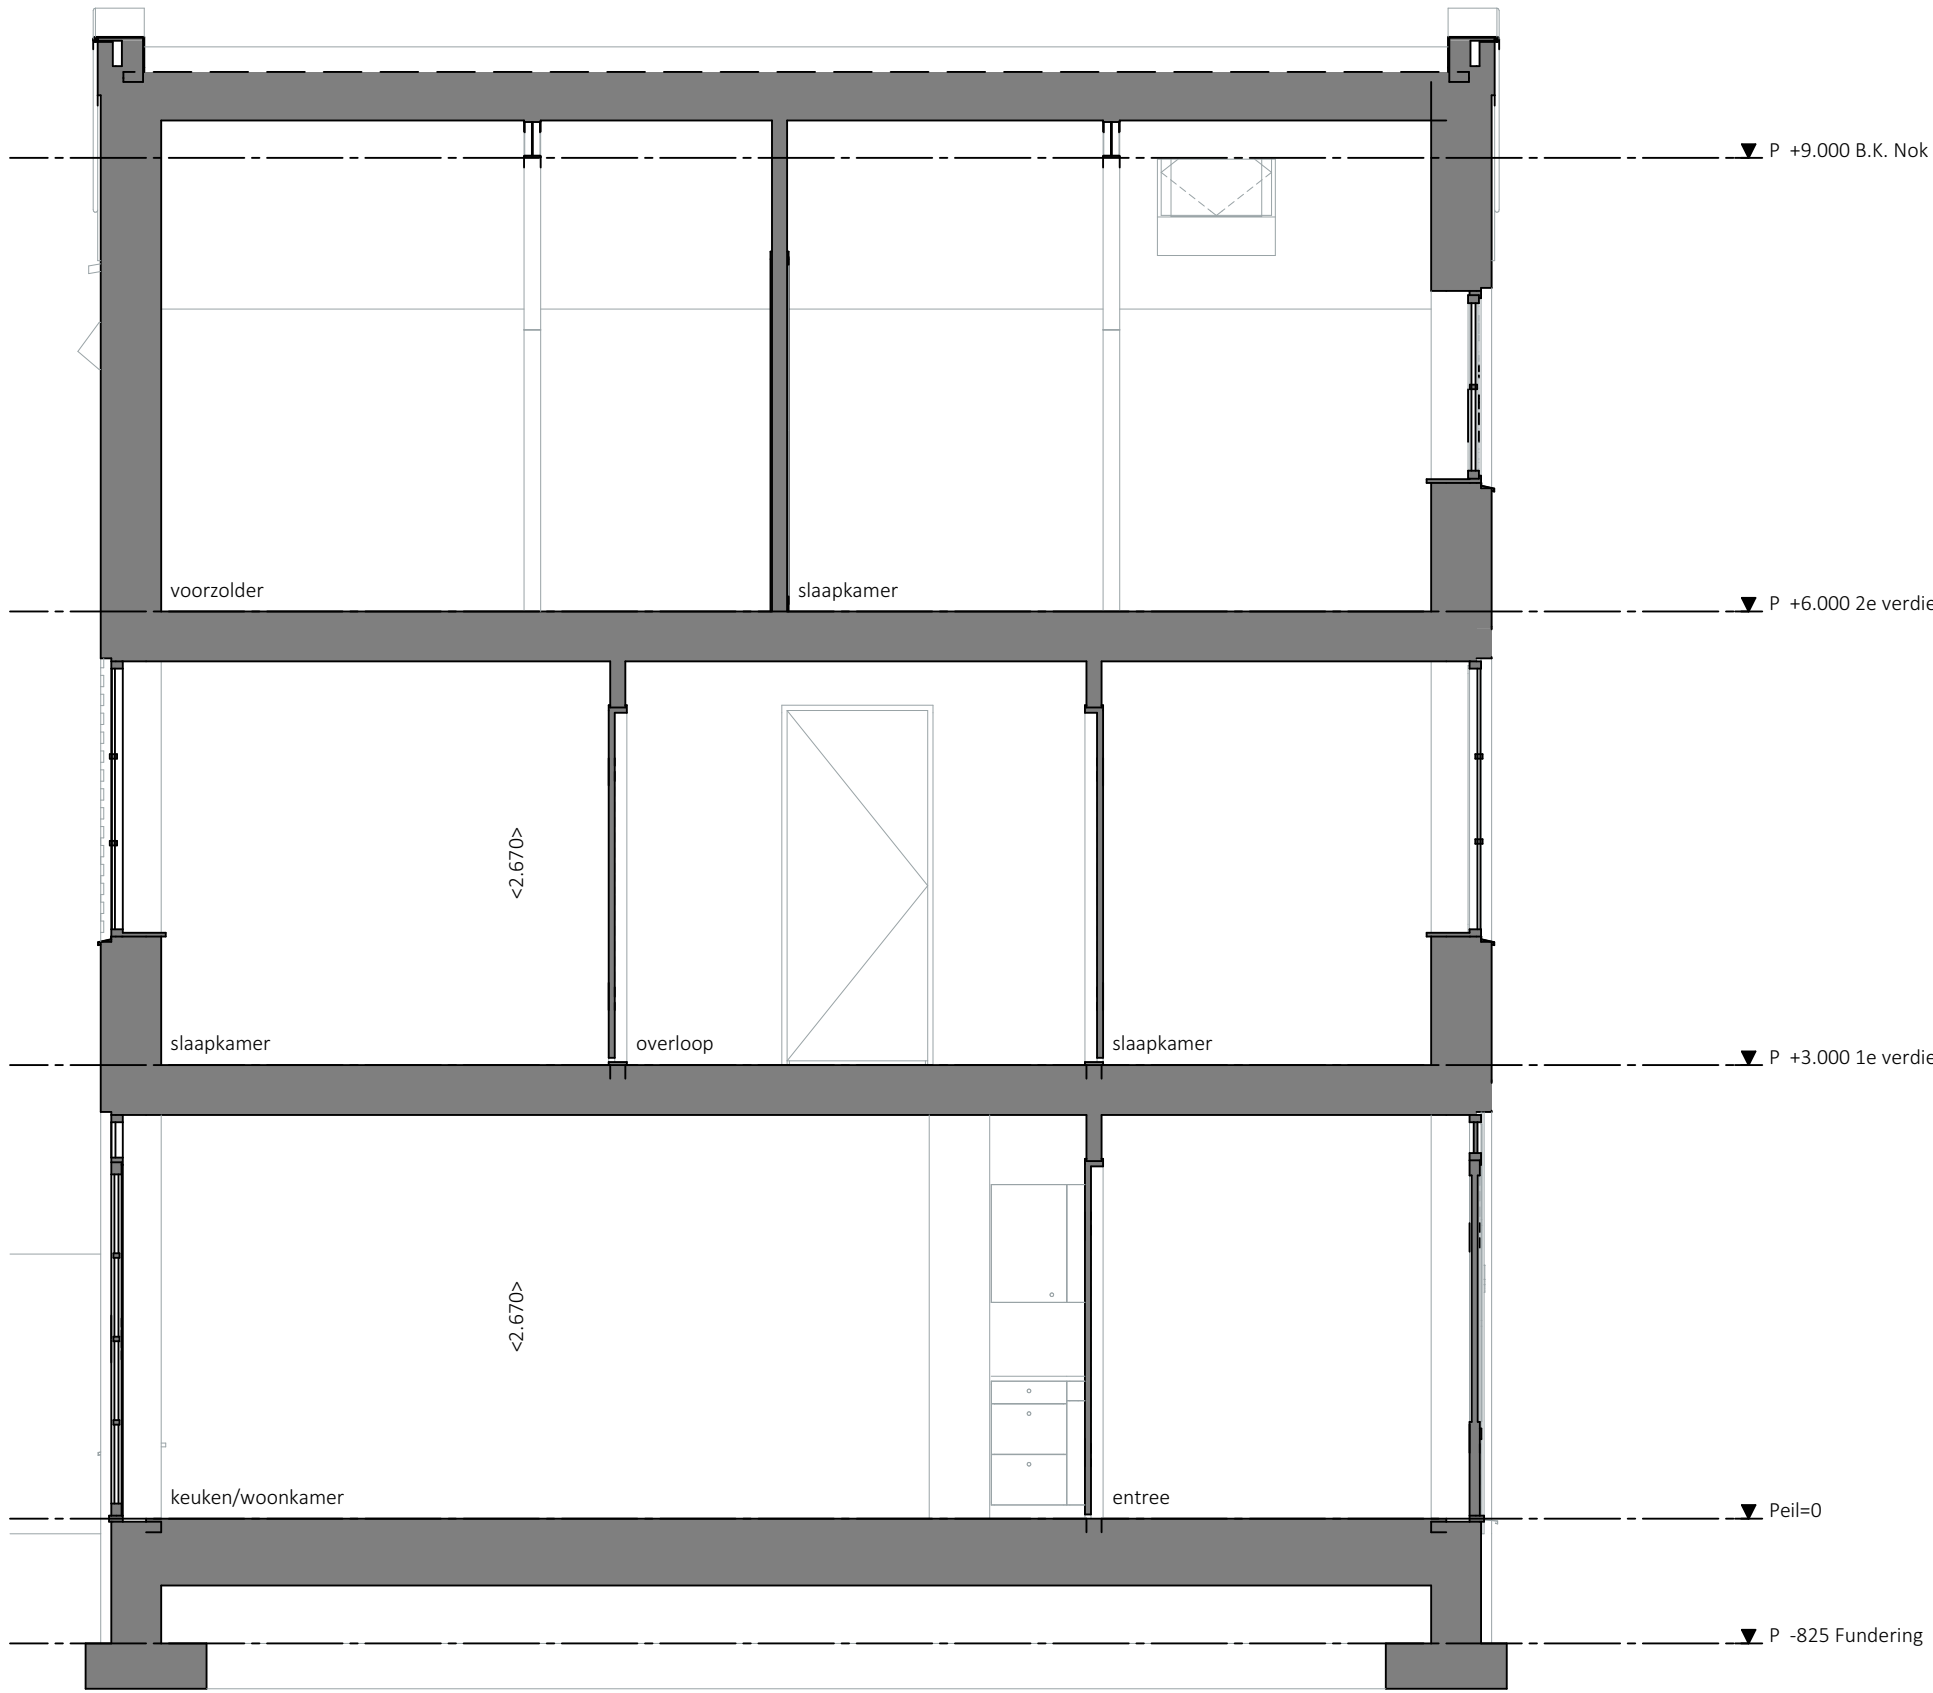 P +9.000 B.K. Nok
voorzolder
slaapkamer
P +6.000 2e verdie
<2.670>
slaapkamer
overloop
slaapkamer
P +3.000 1e verdie
<2.670>
keuken/woonkamer
entree
Peil=0
P -825 Fundering